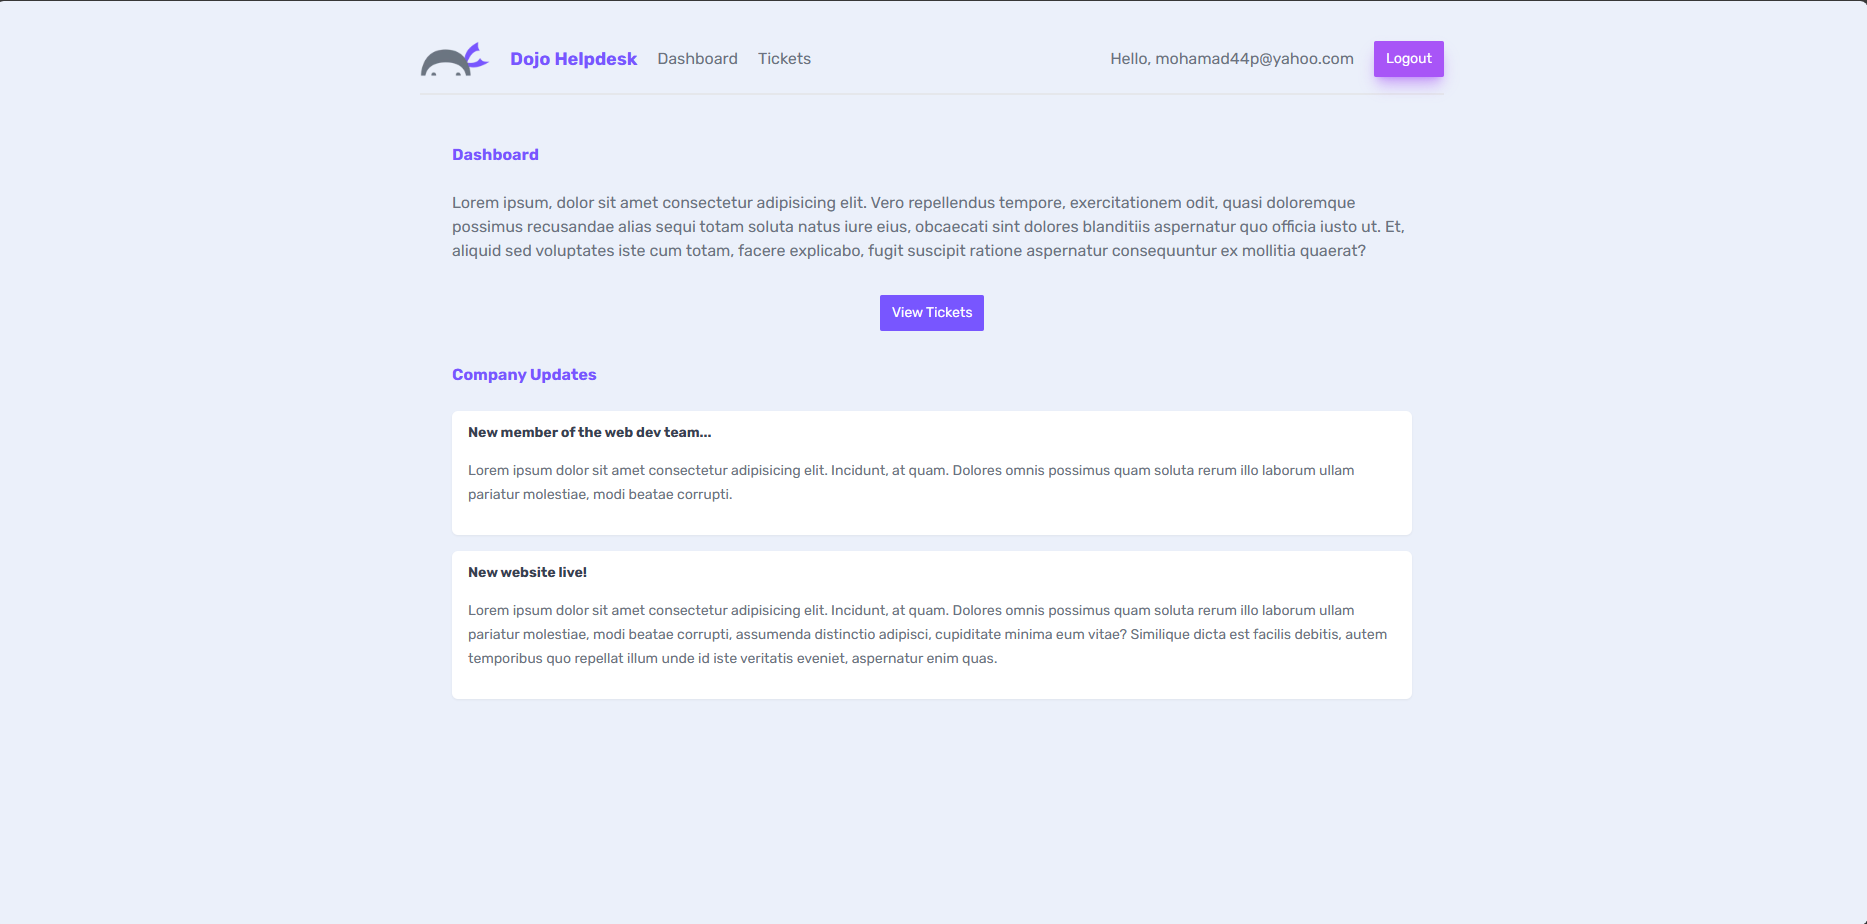 Dojo Helpdesk Dashboard Tickets Hello, mohamad44p@yahoo.com Logout
Dashboard
Lorem ipsum, dolor sit amet consectetur adipisicing elit. Vero repellendus tempore, exercitationem odit, quasi doloremque
possimus recusandae alias sequi totam soluta natus iure eius, obcaecati sint dolores blanditiis aspernatur quo officia iusto ut. Et,
aliquid sed voluptates iste cum totam, facere explicabo, fugit suscipit ratione aspernatur consequuntur ex mollitia quaerat?
View Tickets
Company Updates
New member of the web dev team...
Lorem ipsum dolor sit amet consectetur adipisicing elit. Incidunt, at quam. Dolores omnis possimus quam soluta rerum illo laborum ullam
pariatur molestiae, modi beatae corrupti.
New website live!
Lorem ipsum dolor sit amet consectetur adipisicing elit. Incidunt, at quam. Dolores omnis possimus quam soluta rerum illo laborum ullam
pariatur molestiae, modi beatae corrupti, assumenda distinctio adipisci, cupiditate minima eum vitae? Similique dicta est facilis debitis, autem
temporibus quo repellat illum unde id iste veritatis eveniet, aspernatur enim quas.